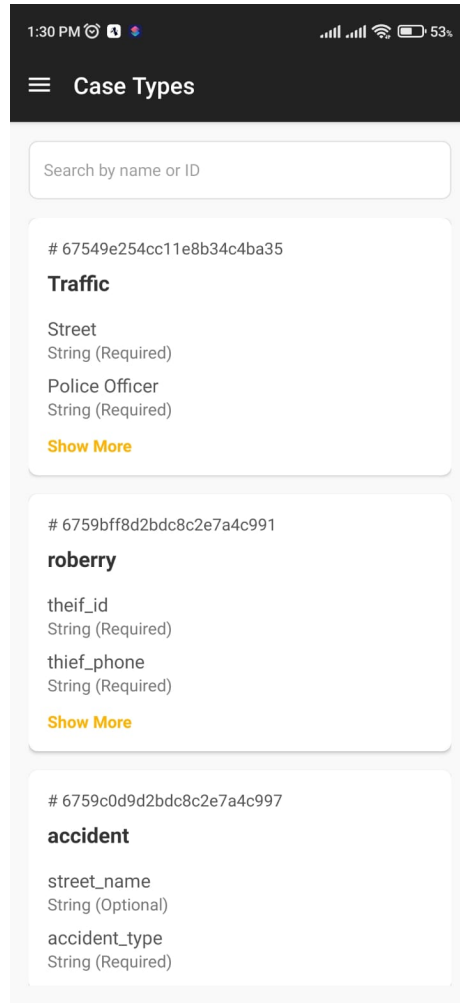 1:30 PM
53%
Case Types
Search by name or ID
# 67549e254cc11e8b34c4ba35
Traffic
Street
String (Required)
Police Officer
String (Required)
Show More
# 6759bff8d2bdc8c2e7a4c991
roberry
theif_id
String (Required)
thief_phone
String (Required)
Show More
# 6759c0d9d2bdc8c2e7a4c997
accident
street_name
String (Optional)
accident_type
String (Required)